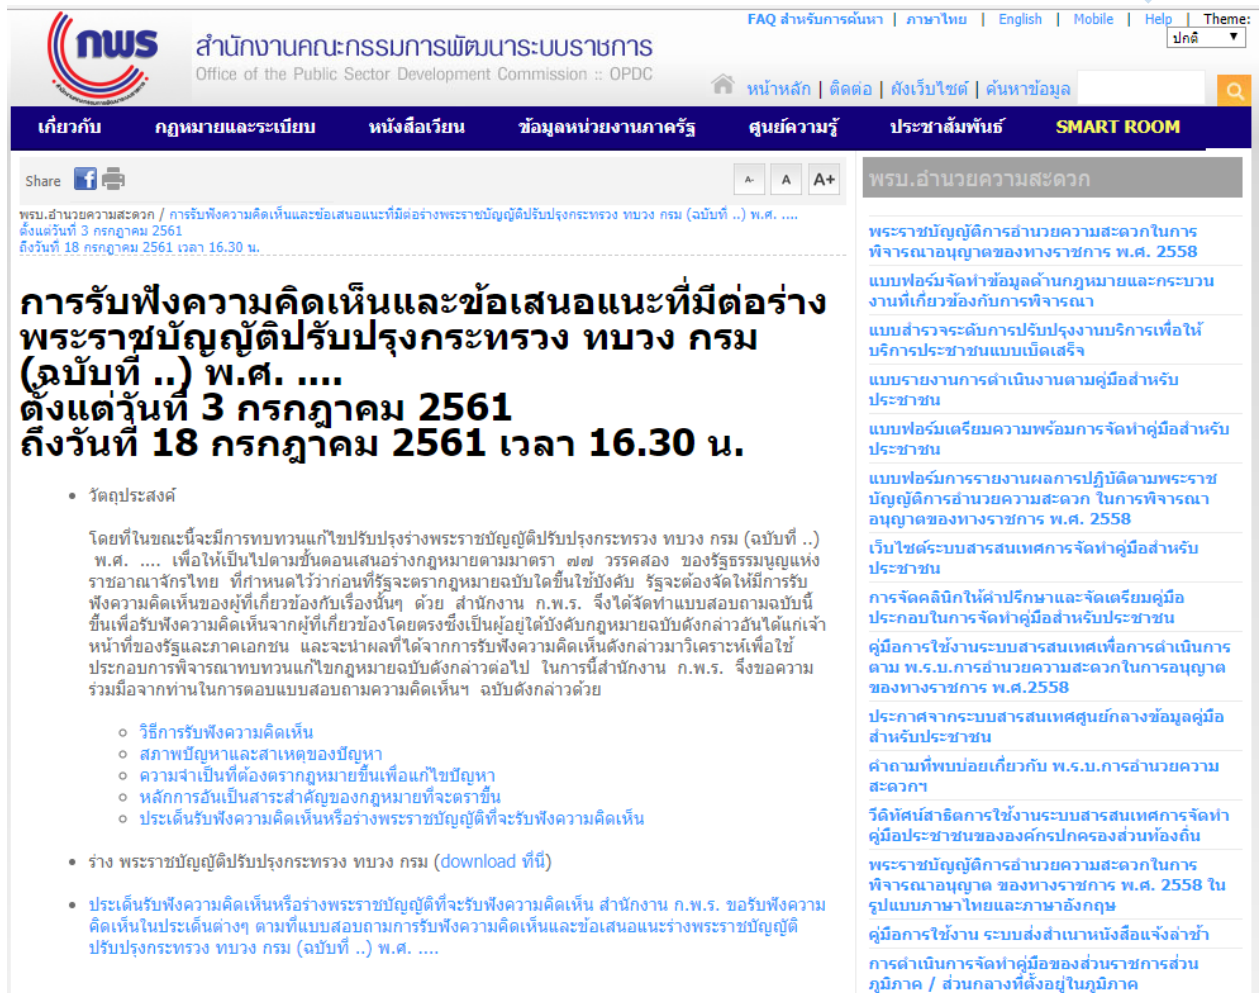 FAQ สำหรับการค้นหา | ภาษาไทย | English | Mobile | Help | Theme:
ปกติ
กพร
สำนักงานคณะกรรมการพัฒนาระบบราชการ
Office of the Public Sector Development Commission :: OPDC
หน้าหลัก | ติดต่อ | ผังเว็บไซต์ | ค้นหาข้อมูล
เกี่ยวกับ กฎหมายและระเบียบ หนังสือเวียน ข้อมูลหน่วยงานภาครัฐ ศูนย์ความรู้ ประชาสัมพันธ์ SMART ROOM
Share
A- A A+
พรบ.อำนวยความสะดวก / การรับฟังความคิดเห็นและข้อเสนอแนะที่มีต่อร่างพระราชบัญญัติปรับปรุงกระทรวง ทบวง กรม (ฉบับที่ ..) พ.ศ. ....
ตั้งแต่วันที่ 3 กรกฎาคม 2561
ถึงวันที่ 18 กรกฎาคม 2561 เวลา 16.30 น.
การรับฟังความคิดเห็นและข้อเสนอแนะที่มีต่อร่าง
พระราชบัญญัติปรับปรุงกระทรวง ทบวง กรม
(ฉบับที่ ..) พ.ศ. ....
ตั้งแต่วันที่ 3 กรกฎาคม 2561
ถึงวันที่ 18 กรกฎาคม 2561 เวลา 16.30 น.
วัตถุประสงค์
โดยที่ในขณะนี้จะมีการทบทวนแก้ไขปรับปรุงร่างพระราชบัญญัติปรับปรุงกระทรวง ทบวง กรม (ฉบับที่ ..)
พ.ศ. .... เพื่อให้เป็นไปตามขั้นตอนเสนอร่างกฎหมายตามมาตรา ๗๗ วรรคสอง ของรัฐธรรมนูญแห่ง
ราชอาณาจักรไทย ที่กำหนดไว้ว่าก่อนที่รัฐจะตรากฎหมายฉบับใดขึ้นใช้บังคับ รัฐจะต้องจัดให้มีการรับ
ฟังความคิดเห็นของผู้ที่เกี่ยวข้องกับเรื่องนั้นๆ ด้วย สำนักงาน ก.พ.ร. จึงได้จัดทำแบบสอบถามฉบับนี้
ขึ้นเพื่อรับฟังความคิดเห็นจากผู้ที่เกี่ยวข้องโดยตรงซึ่งเป็นผู้อยู่ใต้บังคับกฎหมายฉบับดังกล่าวอันได้แก่เจ้า
หน้าที่ของรัฐและภาคเอกชน และจะนำผลที่ได้จากการรับฟังความคิดเห็นดังกล่าวมาวิเคราะห์เพื่อใช้
ประกอบการพิจารณาทบทวนแก้ไขกฎหมายฉบับดังกล่าวต่อไป ในการนี้สำนักงาน ก.พ.ร. จึงขอความ
ร่วมมือจากท่านในการตอบแบบสอบถามความคิดเห็นฯ ฉบับดังกล่าวด้วย
วิธีการรับฟังความคิดเห็น
สภาพปัญหาและสาเหตุของปัญหา
ความจำเป็นที่ต้องตรากฎหมายขึ้นเพื่อแก้ไขปัญหา
หลักการอันเป็นสาระสำคัญของกฎหมายที่จะตราขึ้น
ประเด็นรับฟังความคิดเห็นหรือร่างพระราชบัญญัติที่จะรับฟังความคิดเห็น
ร่าง พระราชบัญญัติปรับปรุงกระทรวง ทบวง กรม (download ที่นี่)
ประเด็นรับฟังความคิดเห็นหรือร่างพระราชบัญญัติที่จะรับฟังความคิดเห็น สำนักงาน ก.พ.ร. ขอรับฟังความ
คิดเห็นในประเด็นต่างๆ ตามที่แบบสอบถามการรับฟังความคิดเห็นและข้อเสนอแนะร่างพระราชบัญญัติ
ปรับปรุงกระทรวง ทบวง กรม (ฉบับที่ ..) พ.ศ. ....
พรบ.อำนวยความสะดวก
พระราชบัญญัติการอำนวยความสะดวกในการ
พิจารณาอนุญาตของทางราชการ พ.ศ. 2558
แบบฟอร์มจัดทำข้อมูลด้านกฎหมายและกระบวน
งานที่เกี่ยวข้องกับการพิจารณา
แบบสำรวจระดับการปรับปรุงงานบริการเพื่อให้
บริการประชาชนแบบเบ็ดเสร็จ
แบบรายงานการดำเนินงานตามคู่มือสำหรับ
ประชาชน
แบบฟอร์มเตรียมความพร้อมการจัดทำคู่มือสำหรับ
ประชาชน
แบบฟอร์มการรายงานผลการปฏิบัติตามพระราช
บัญญัติการอำนวยความสะดวก ในการพิจารณา
อนุญาตของทางราชการ พ.ศ. 2558
เว็บไซต์ระบบสารสนเทศการจัดทำคู่มือสำหรับ
ประชาชน
การจัดคลินิกให้คำปรึกษาและจัดเตรียมคู่มือ
ประกอบในการจัดทำคู่มือสำหรับประชาชน
คู่มือการใช้งานระบบสารสนเทศเพื่อการดำเนินการ
ตาม พ.ร.บ.การอำนวยความสะดวกในการอนุญาต
ของทางราชการ พ.ศ.2558
ประกาศจากระบบสารสนเทศศูนย์กลางข้อมูลคู่มือ
สำหรับประชาชน
คำถามที่พบบ่อยเกี่ยวกับ พ.ร.บ.การอำนวยความ
สะดวกฯ
วีดิทัศน์สาธิตการใช้งานระบบสารสนเทศการจัดทำ
คู่มือประชาชนขององค์กรปกครองส่วนท้องถิ่น
พระราชบัญญัติการอำนวยความสะดวกในการ
พิจารณาอนุญาต ของทางราชการ พ.ศ. 2558 ใน
รูปแบบภาษาไทยและภาษาอังกฤษ
คู่มือการใช้งาน ระบบส่งสำเนาหนังสือแจ้งล่าช้า
การดำเนินการจัดทำคู่มือของส่วนราชการส่วน
ภูมิภาค / ส่วนกลางที่ตั้งอยู่ในภูมิภาค